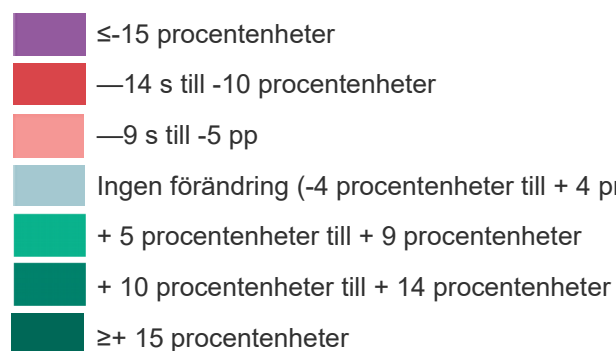 ≤-15 procentenheter
—14 s till -10 procentenheter
—9 s till -5 pp
Ingen förändring (-4 procentenheter till + 4
+ 5 procentenheter till + 9 procentenheter
+ 10 procentenheter till + 14 procentenheter
≥+ 15 procentenheter